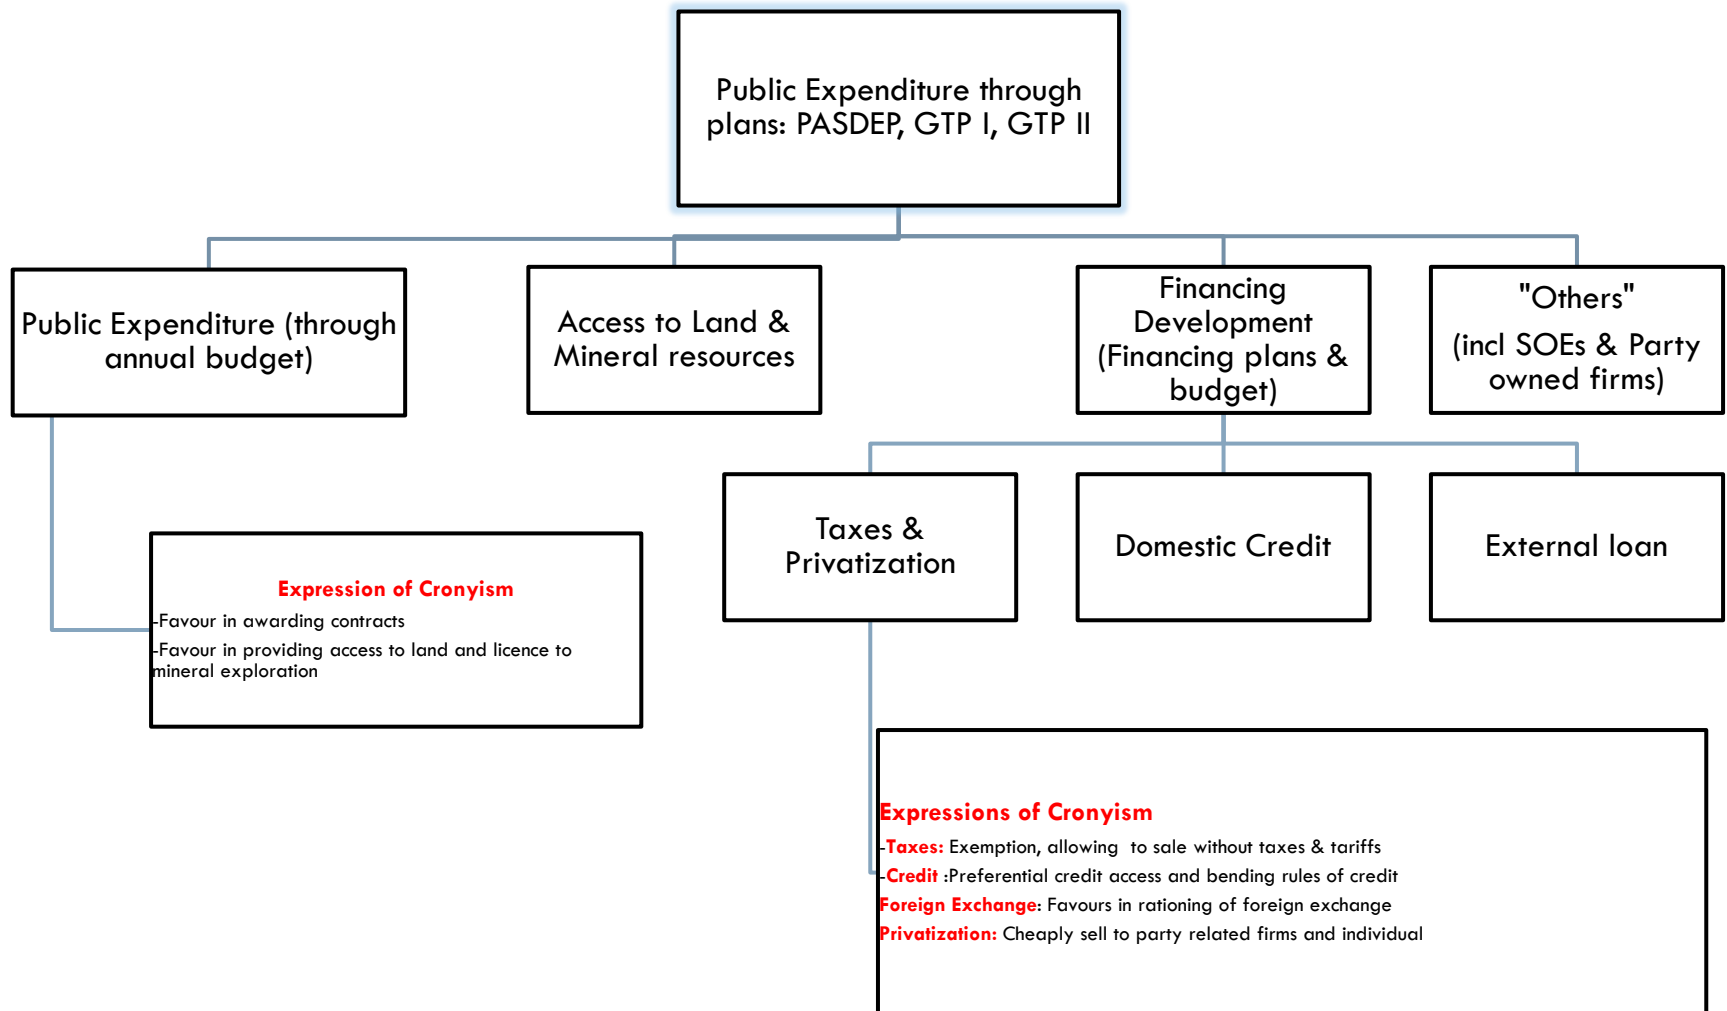 Public Expenditure through
plans: PASDEP, GTP I, GTP II
Public Expenditure (through
annual budget)
Access to Land &
Mineral resources
Financing
Development
(Financing plans &
budget)
"Others"
(incl SOEs & Party
owned firms)
Taxes &
Privatization
Domestic Credit
External loan
Expression of Cronyism
-Favour in awarding contracts
-Favour in providing access to land and licence to
mineral exploration
Expressions of Cronyism
-Taxes: Exemption, allowing  to sale without taxes & tariffs
-Credit :Preferential credit access and bending rules of credit
Foreign Exchange: Favours in rationing of foreign exchange
Privatization: Cheaply sell to party related firms and individual